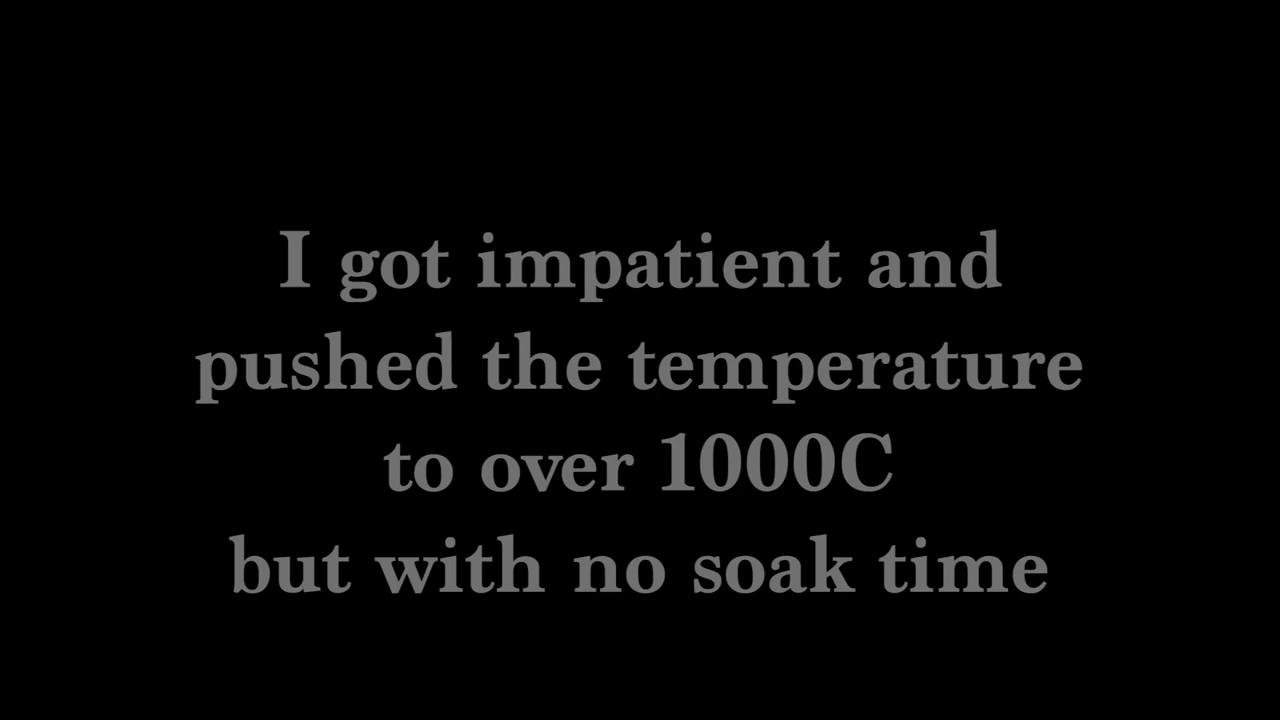 I got impatient and
pushed the temperature
to over 1000C
but with no soak time